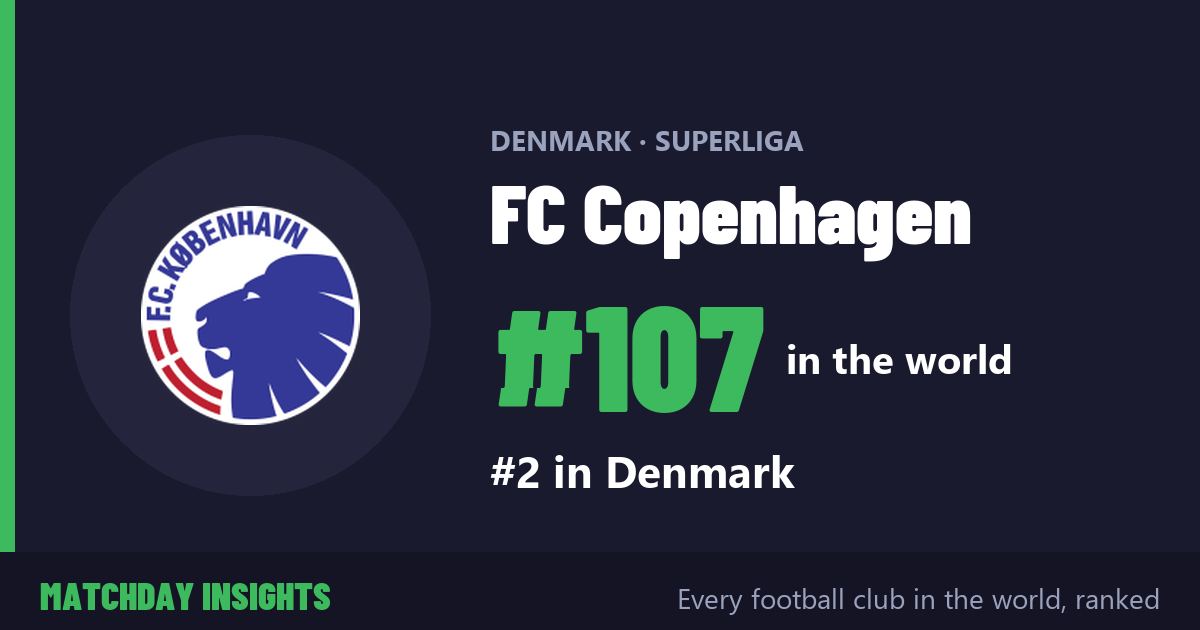 DENMARK · SUPERLIGA
FC Copenhagen
F.C. KØBENHAVN
#107 in the world
#2 in Denmark
MATCHDAY INSIGHTS
Every football club in the world, ranked